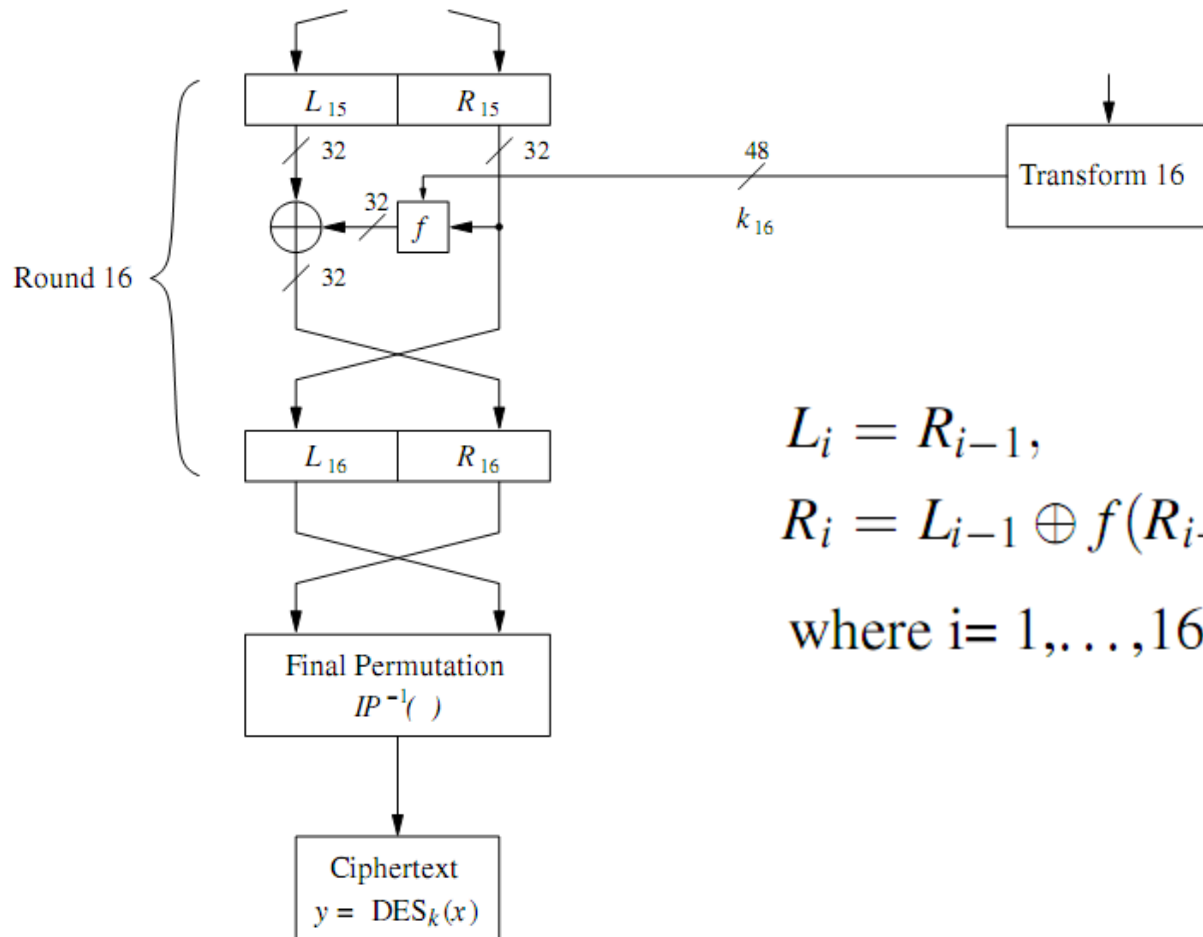 L15 R15
32 32
48
Transform 16
32
f
k16
Round 16
32
L16 R16
Li = Ri−1,
Ri = Li−1 ⊕ f(Ri-
where i= 1,...,16
Final Permutation
IP−1( )
Ciphertext
y = DESk(x)